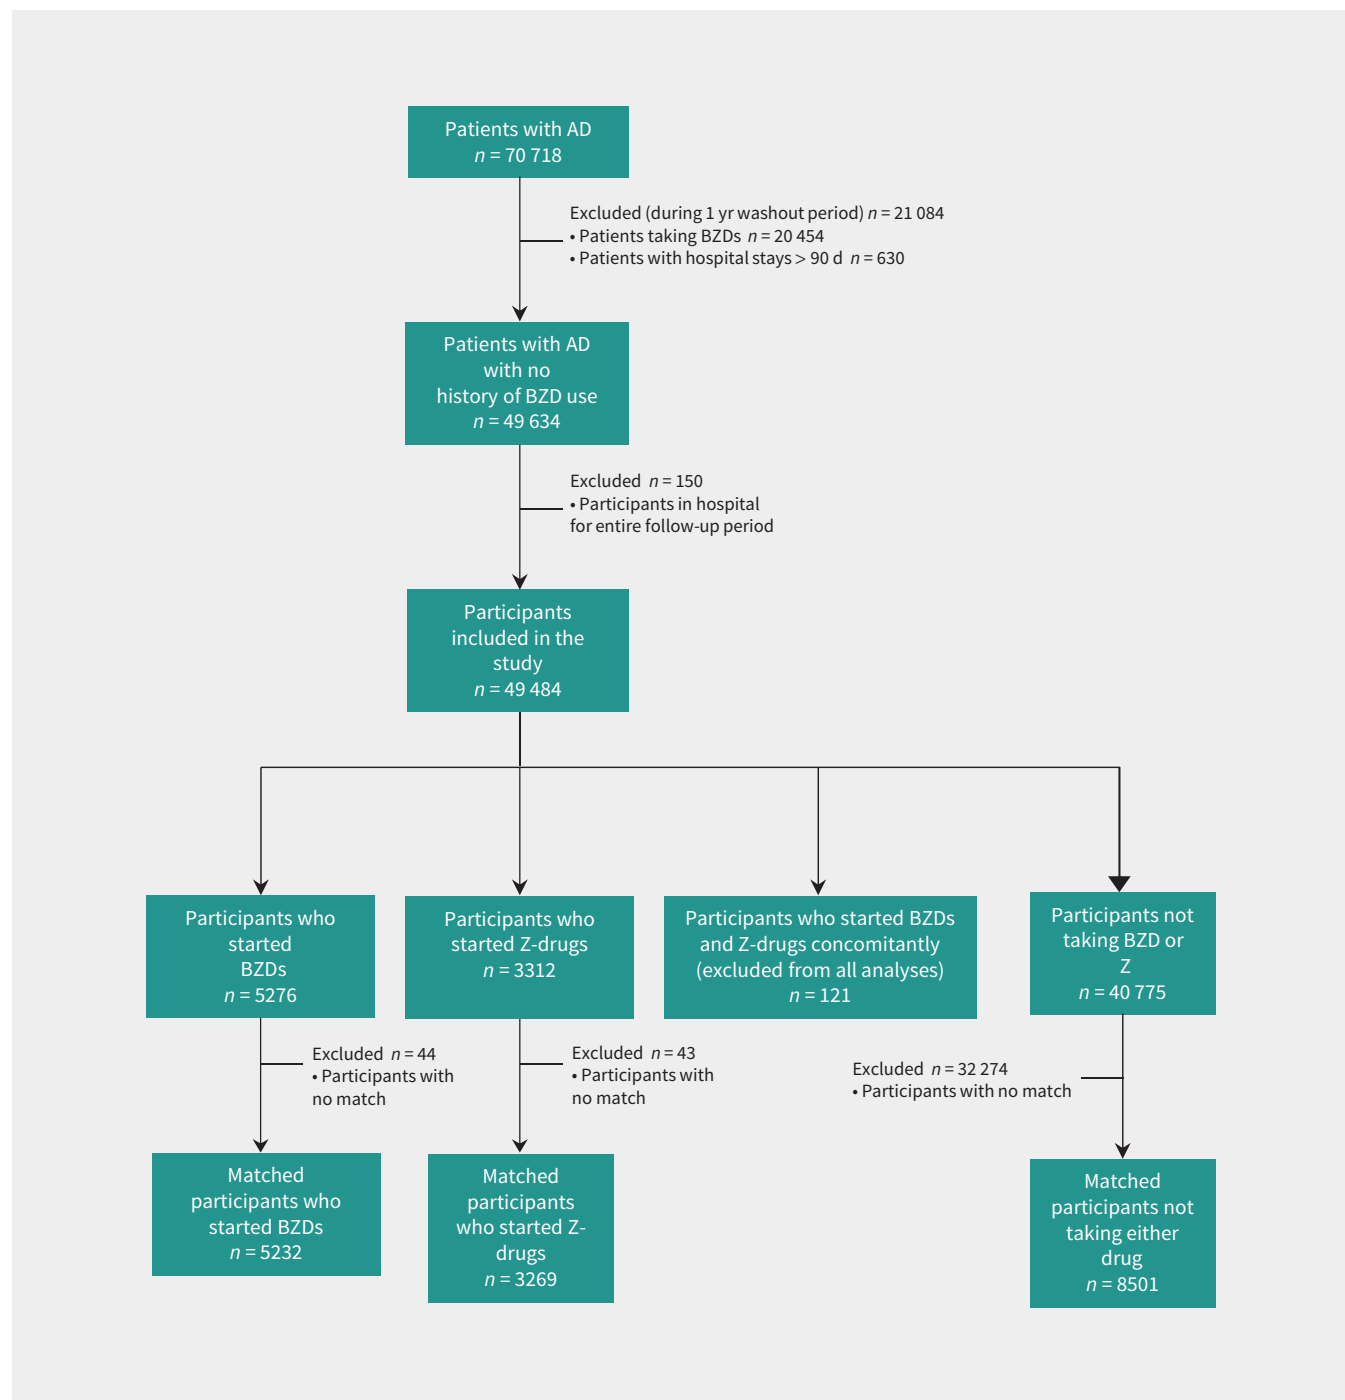 Patients with AD
n = 70 718
Excluded (during 1 yr washout period) n = 21 084
• Patients taking BZDs n = 20 454
• Patients with hospital stays > 90 d n = 630
Patients with AD
with no
history of BZD use
n = 49 634
Excluded n = 150
• Participants in hospital
for entire follow-up period
Participants
included in the
study
n = 49 484
Participants who
started
BZDs
n = 5276
Participants who
started Z-drugs
n = 3312
Participants who started BZDs
and Z-drugs concomitantly
(excluded from all analyses)
n = 121
Participants not
taking BZD or
Z
n = 40 775
Excluded n = 44
• Participants with
no match
Excluded n = 43
• Participants with
no match
Excluded n = 32 274
• Participants with no match
Matched
participants who
started BZDs
n = 5232
Matched
participants
who started Z-
drugs
n = 3269
Matched
participants not
taking either
drug
n = 8501